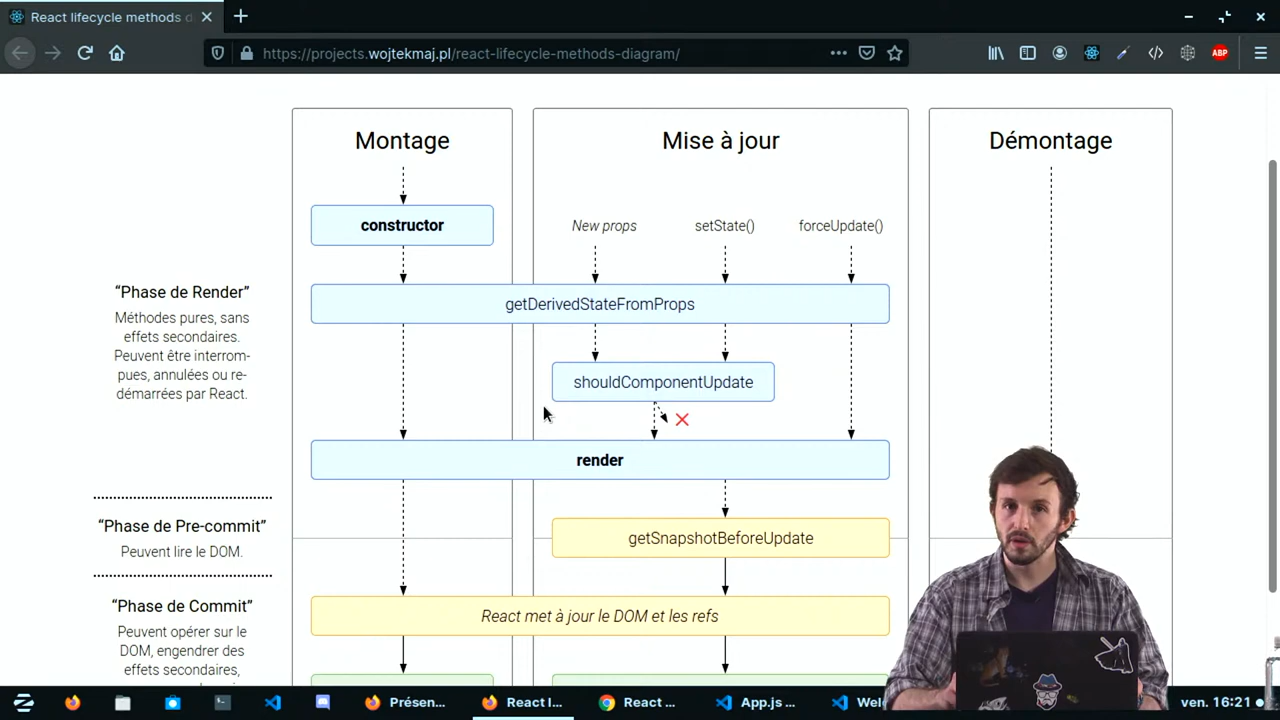 React lifecycle methods d
https://projects.wojtekmaj.pl/react-lifecycle-methods-diagram/
ABP
Montage
Mise à jour
Démontage
constructor
New props
setState()
forceUpdate()
“Phase de Render”
Méthodes pures, sans
effets secondaires.
Peuvent être interrom-
pues, annulées ou re-
démarrées par React.
getDerivedStateFromProps
shouldComponentUpdate
render
“Phase de Pre-commit”
Peuvent lire le DOM.
getSnapshotBeforeUpdate
“Phase de Commit”
Peuvent opérer sur le
DOM, engendrer des
effets secondaires,
React met à jour le DOM et les refs
Présen...
React l...
React ...
App.js ...
Wel
ven. 16:21